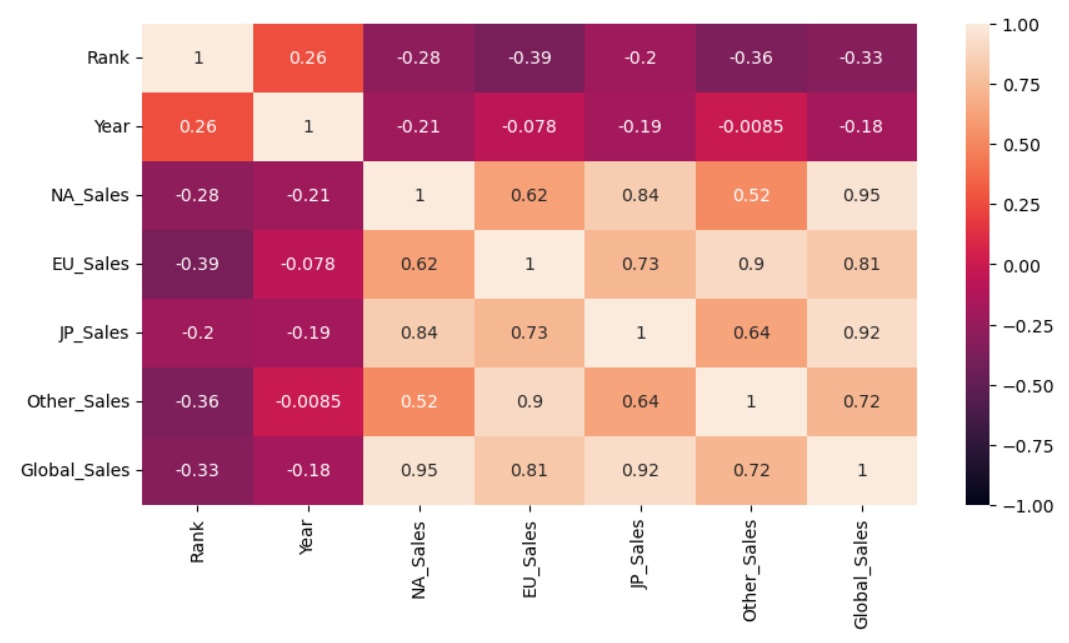 Rank 1 0.26 -0.28 -0.39 -0.2 -0.36 -0.33
Year 0.26 1 -0.21 -0.078 -0.19 -0.0085 -0.18
NA_Sales -0.28 -0.21 1 0.62 0.84 0.52 0.95
EU_Sales -0.39 -0.078 0.62 1 0.73 0.9 0.81
JP_Sales -0.2 -0.19 0.84 0.73 1 0.64 0.92
Other_Sales -0.36 -0.0085 0.52 0.9 0.64 1 0.72
Global_Sales -0.33 -0.18 0.95 0.81 0.92 0.72 1
Rank
Year
NA_Sales
EU_Sales
JP_Sales
Other_Sales
Global_Sales
1.00
0.75
0.50
0.25
0.00
−0.25
−0.50
−0.75
−1.00